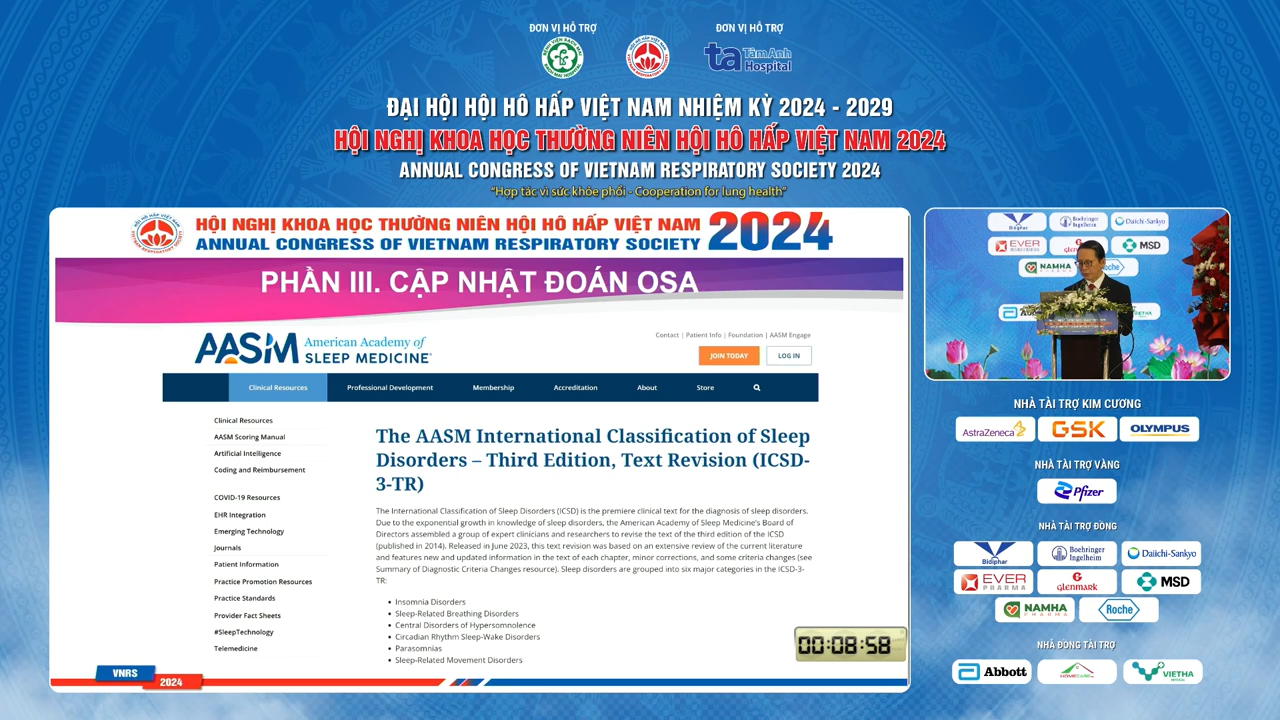 ĐƠN VỊ HỖ TRỢ
ĐƠN VỊ HỖ TRỢ
TâmAnh
Hospital
ĐẠI HỘI HỘI HÔ HẤP VIỆT NAM NHIỆM KỲ 2024 - 2029
HỘI NGHỊ KHOA HỌC THƯỜNG NIÊN HỘI HÔ HẤP VIỆT NAM 2024
ANNUAL CONGRESS OF VIETNAM RESPIRATORY SOCIETY 2024
“Hợp tác vì sức khỏe phổi - Cooperation for lung health”
HỘI NGHỊ KHOA HỌC THƯỜNG NIÊN HỘI HÔ HẤP VIỆT NAM
ANNUAL CONGRESS OF VIETNAM RESPIRATORY SOCIETY
2024
PHẦN III. CẬP NHẬT ĐOÁN OSA
AASM American Academy of
SLEEP MEDICINE
Contact | Patient Info | Foundation | AASM Engage
JOIN TODAY
LOG IN
Clinical Resources
Professional Development
Membership
Accreditation
About
Store
Clinical Resources
AASM Scoring Manual
Artificial Intelligence
Coding and Reimbursement
COVID-19 Resources
EHR Integration
Emerging Technology
Journals
Patient Information
Practice Promotion Resources
Practice Standards
Provider Fact Sheets
#SleepTechnology
Telemedicine
The AASM International Classification of Sleep
Disorders – Third Edition, Text Revision (ICSD-
3-TR)
The International Classification of Sleep Disorders (ICSD) is the premiere clinical text for the diagnosis of sleep disorders.
Due to the exponential growth in knowledge of sleep disorders, the American Academy of Sleep Medicine's Board of
Directors assembled a group of expert clinicians and researchers to revise the text of the third edition of the ICSD
(published in 2014). Released in June 2023, this text revision was based on an extensive review of the current literature
and features new and updated information in the text of each chapter, minor corrections, and some criteria changes (see
Summary of Diagnostic Criteria Changes resource). Sleep disorders are grouped into six major categories in the ICSD-3-
TR:
• Insomnia Disorders
• Sleep-Related Breathing Disorders
• Central Disorders of Hypersomnolence
• Circadian Rhythm Sleep-Wake Disorders
• Parasomnias
• Sleep-Related Movement Disorders
00:08:58
VNRS
2024
Bidiphar
Boehringer
Ingelheim
Daiichi-Sankyo
EVER
PHARMA
MSD
NAMHA
PHARMA
Roche
NHÀ TÀI TRỢ KIM CƯƠNG
AstraZeneca
GSK
OLYMPUS
NHÀ TÀI TRỢ VÀNG
Pfizer
NHÀ TÀI TRỢ ĐỒNG
Bidiphar
Boehringer
Ingelheim
Daiichi-Sankyo
EVER
PHARMA
glenmark
MSD
NAMHA
PHARMA
Roche
NHÀ ĐỒNG TÀI TRỢ
Abbott
HOMECARE
VIETHA